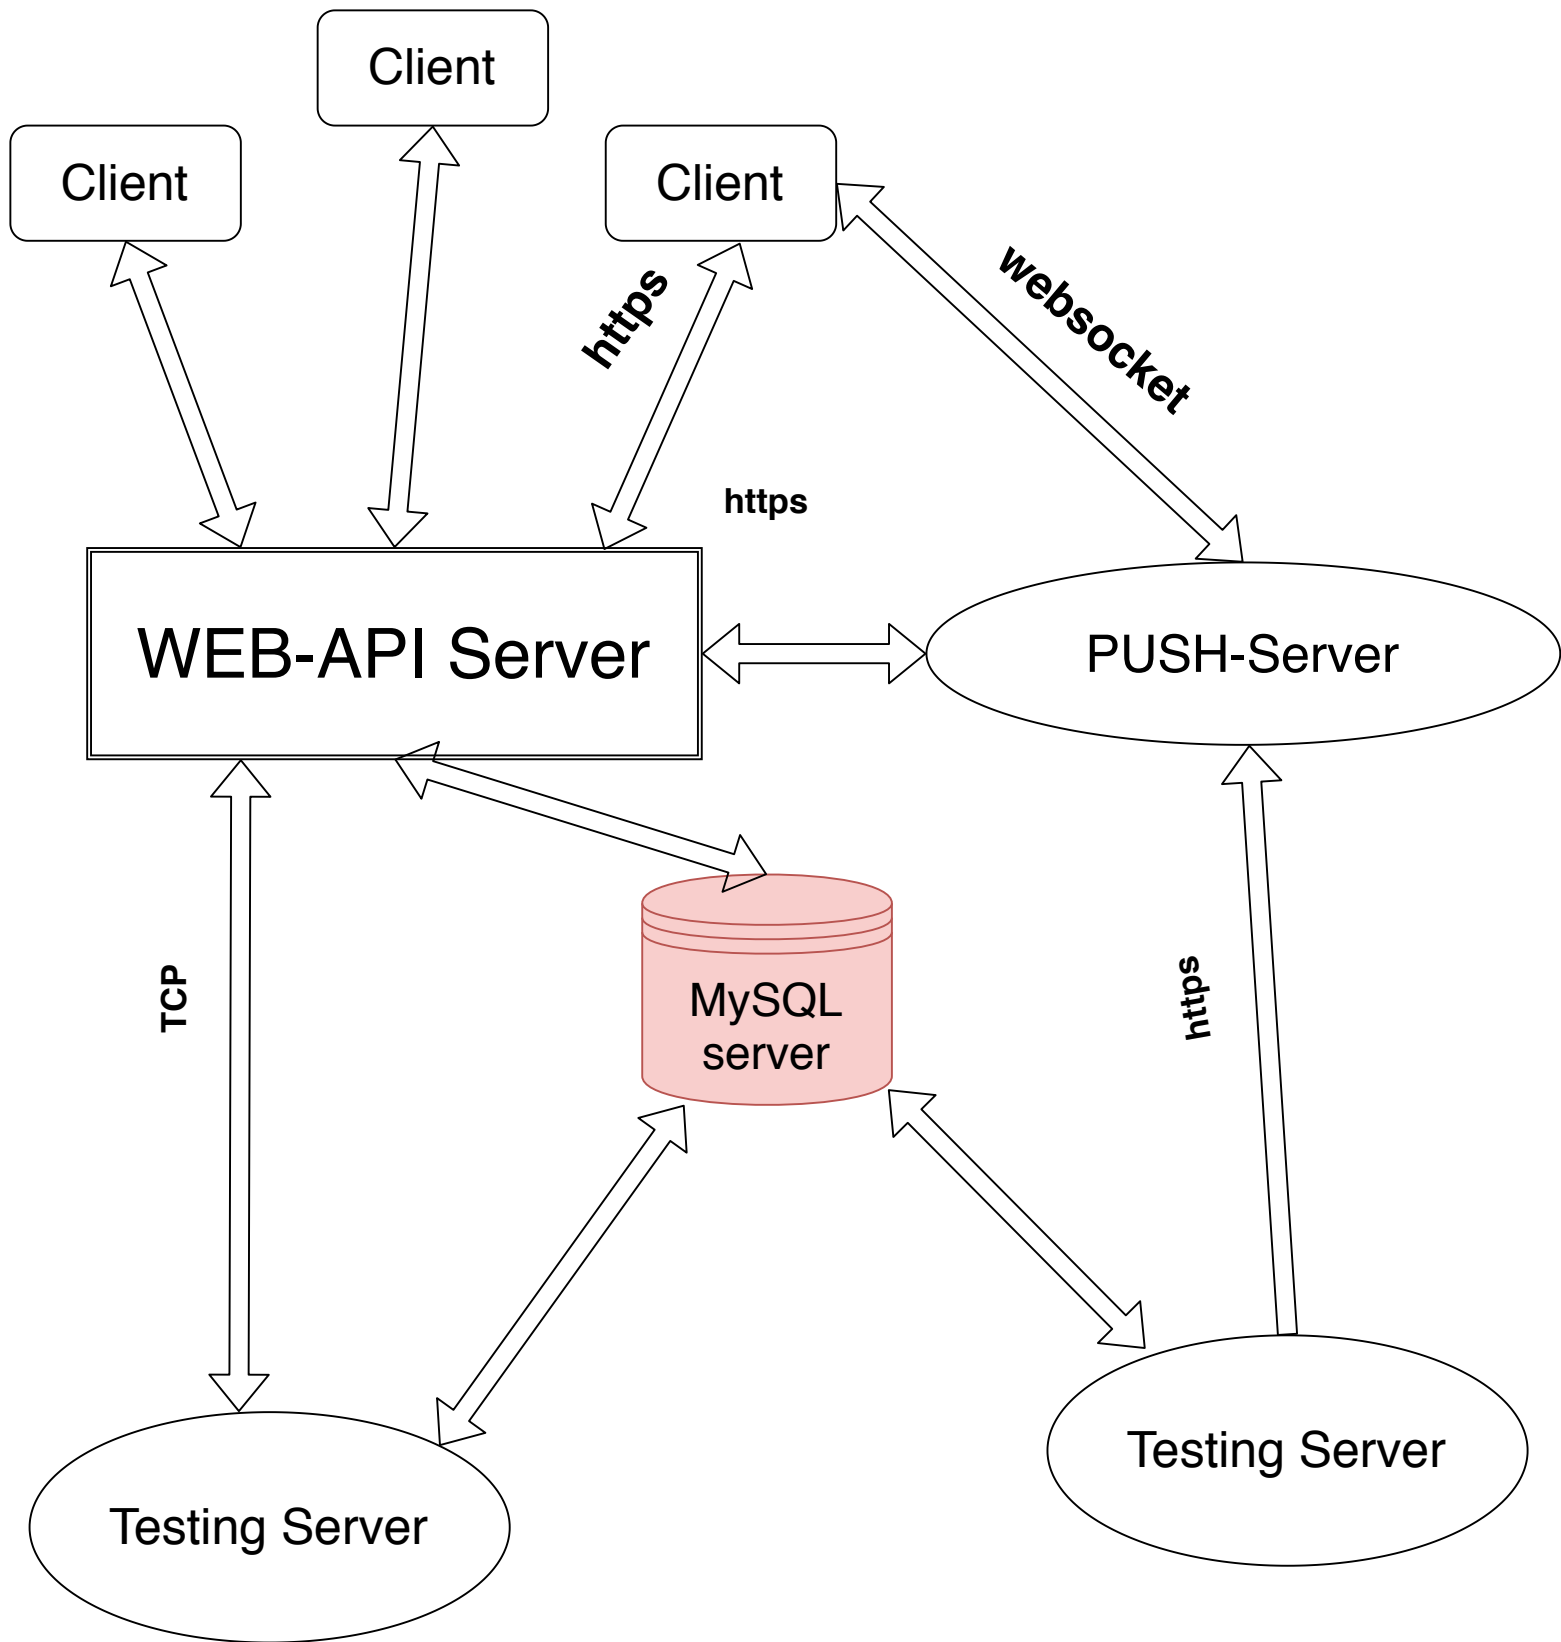 Client
Client
Client
https
websocket
https
WEB-API Server
PUSH-Server
TCP
MySQL
server
https
Testing Server
Testing Server